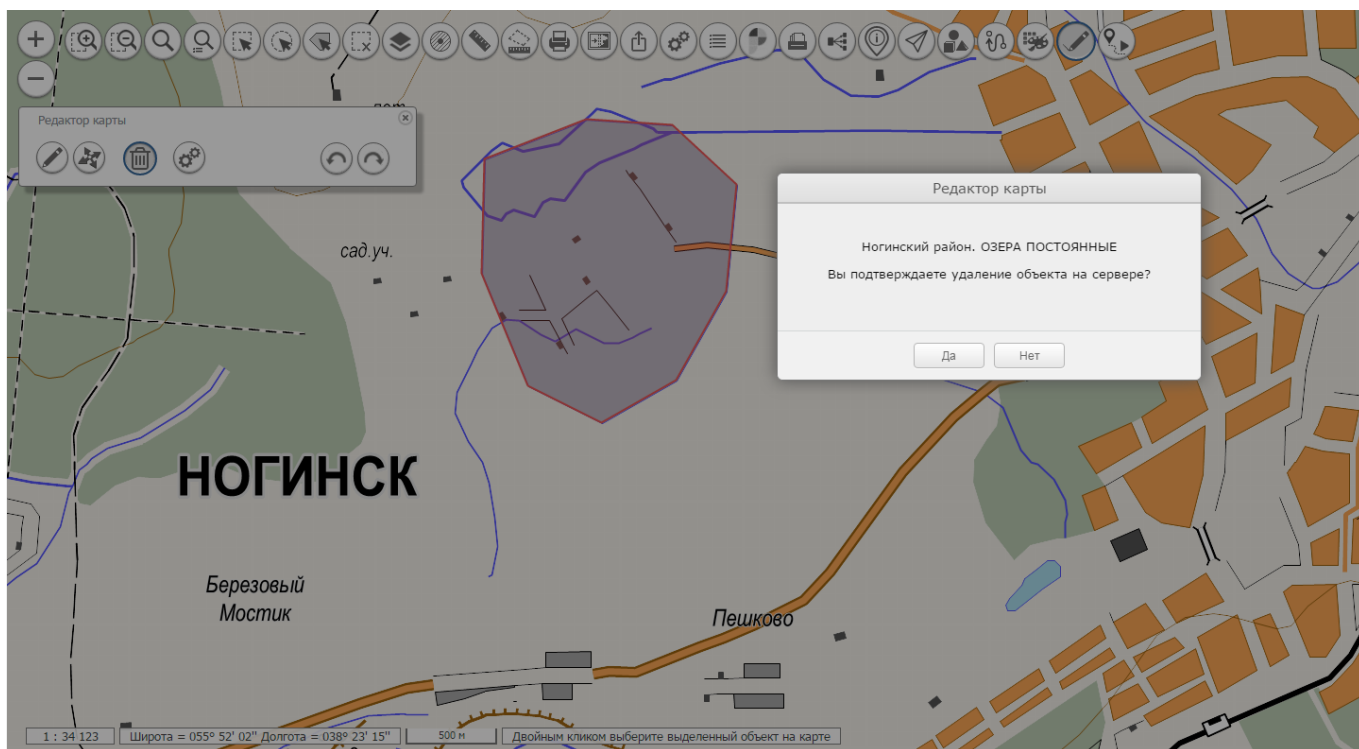 Редактор карты
Редактор карты
Ногинский район. ОЗЕРА ПОСТОЯННЫЕ
Вы подтверждаете удаление объекта на сервере?
Да
Нет
сад.уч.
НОГИНСК
Березовый
Мостик
Пешково
1 : 34 123
Широта = 055º 52' 02" Долгота = 038º 23' 15"
500 м
Двойным кликом выберите выделенный объект на карте